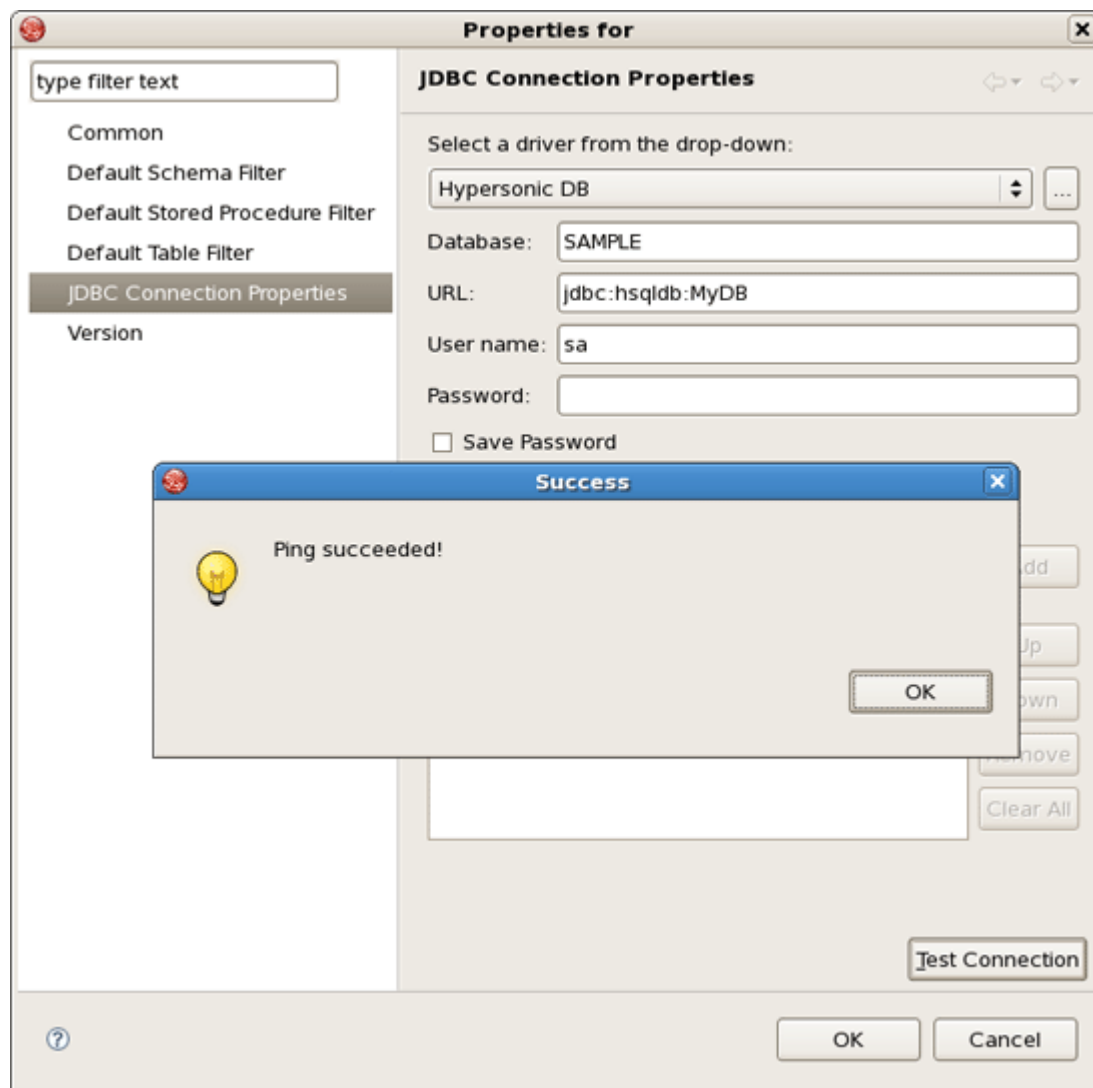 Properties for
type filter text
Common
Default Schema Filter
Default Stored Procedure Filter
Default Table Filter
JDBC Connection Properties
Version
JDBC Connection Properties
Select a driver from the drop-down:
Hypersonic DB
...
Database: SAMPLE
URL: jdbc:hsqldb:MyDB
User name: sa
Password:
Save Password
Success
Ping succeeded!
OK
Clear All
Test Connection
? OK Cancel